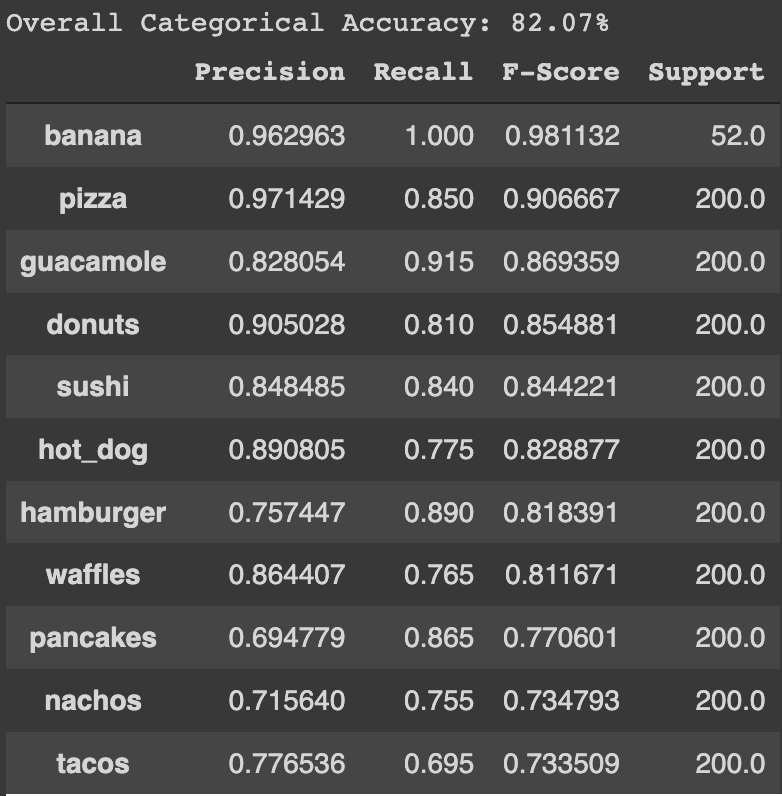 Overall Categorical Accuracy: 82.07%
Precision Recall F-Score Support
banana 0.962963 1.000 0.981132 52.0
pizza 0.971429 0.850 0.906667 200.0
guacamole 0.828054 0.915 0.869359 200.0
donuts 0.905028 0.810 0.854881 200.0
sushi 0.848485 0.840 0.844221 200.0
hot_dog 0.890805 0.775 0.828877 200.0
hamburger 0.757447 0.890 0.818391 200.0
waffles 0.864407 0.765 0.811671 200.0
pancakes 0.694779 0.865 0.770601 200.0
nachos 0.715640 0.755 0.734793 200.0
tacos 0.776536 0.695 0.733509 200.0